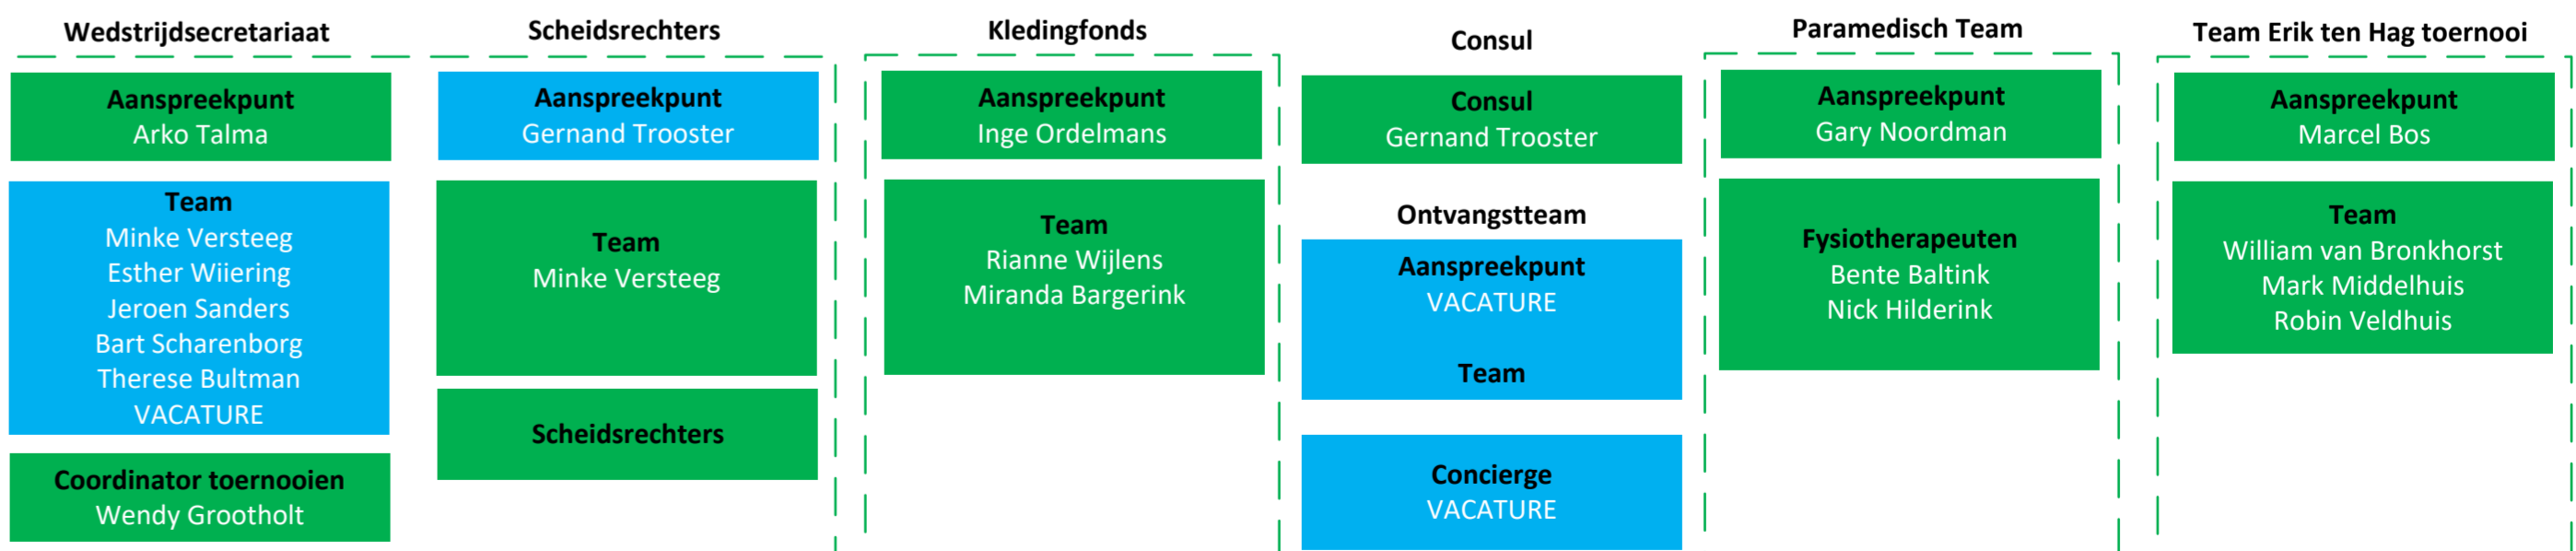 Wedstrijdsecretariaat
Aanspreekpunt
Arko Talma
Team
Minke Versteeg
Esther Wiiering
Jeroen Sanders
Bart Scharenborg
Therese Bultman
VACATURE
Coordinator toernooien
Wendy Grootholt
Scheidsrechters
Aanspreekpunt
Gernand Trooster
Team
Minke Versteeg
Scheidsrechters
Kledingfonds
Aanspreekpunt
Inge Ordelmans
Team
Rianne Wijlens
Miranda Bargerink
Consul
Consul
Gernand Trooster
Ontvangstteam
Aanspreekpunt
VACATURE
Team
Concierge
VACATURE
Paramedisch Team
Aanspreekpunt
Gary Noordman
Fysiotherapeuten
Bente Baltink
Nick Hilderink
Team Erik ten Hag toernooi
Aanspreekpunt
Marcel Bos
Team
William van Bronkhorst
Mark Middelhuis
Robin Veldhuis